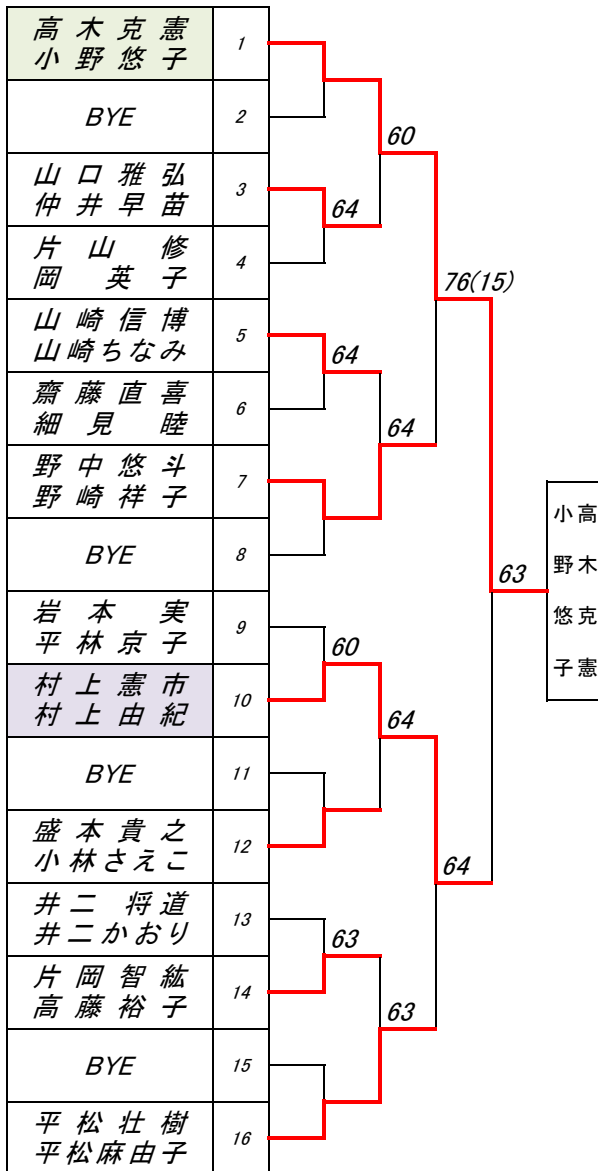 高木克憲
小野悠子
1
BYE
2
60
山口雅弘
仲井早苗
3
64
片山修
岡英子
4
76(15)
山崎信博
山崎ちなみ
5
64
齋藤直喜
細見睦
6
64
野中悠斗
野崎祥子
7
BYE
8
63
高木克憲
小野悠子
岩本実
平林京子
9
60
村上憲市
村上由紀
10
64
BYE
11
盛本貴之
小林さえこ
12
64
井二将道
井二かおり
13
63
片岡智紘
高藤裕子
14
63
BYE
15
平松壮樹
平松麻由子
16